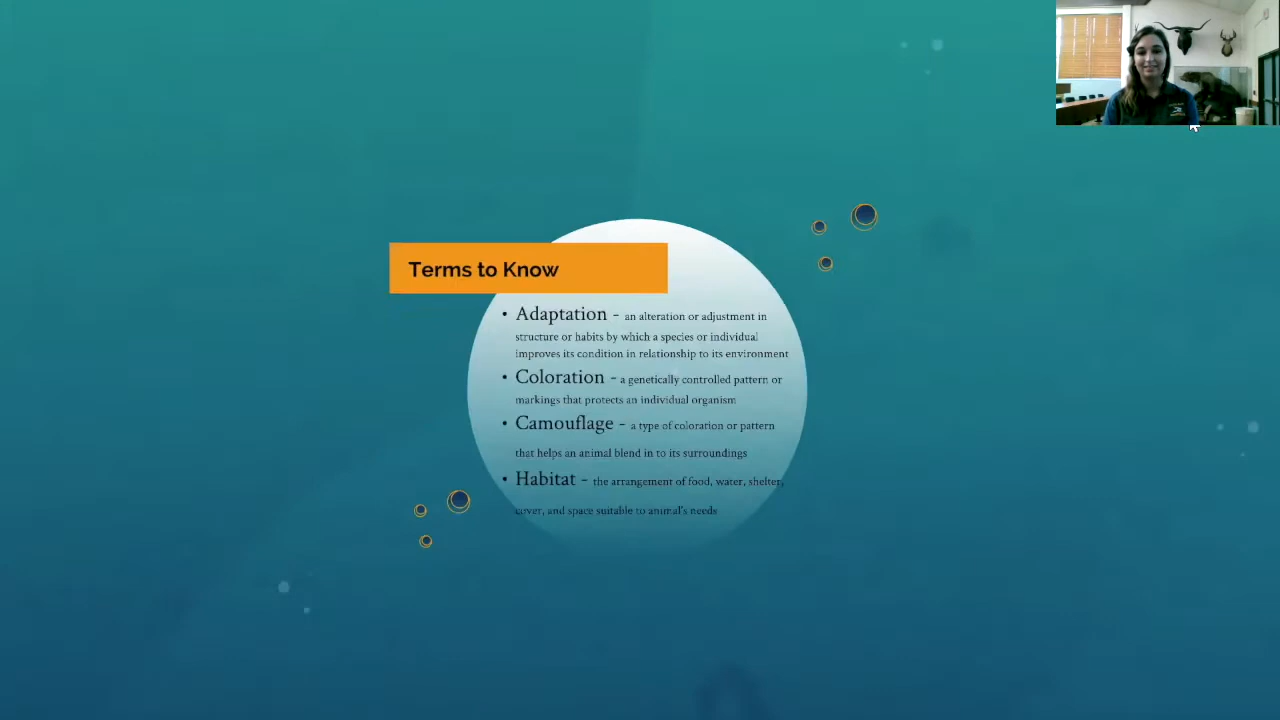 Terms to Know
• Adaptation - an alteration or adjustment in
structure or habits by which a species or individual
improves its condition in relationship to its environment
• Coloration - a genetically controlled pattern or
markings that protects an individual organism
• Camouflage - a type of coloration or pattern
that helps an animal blend in to its surroundings
• Habitat - the arrangement of food, water, shelter,
cover, and space suitable to animal's needs